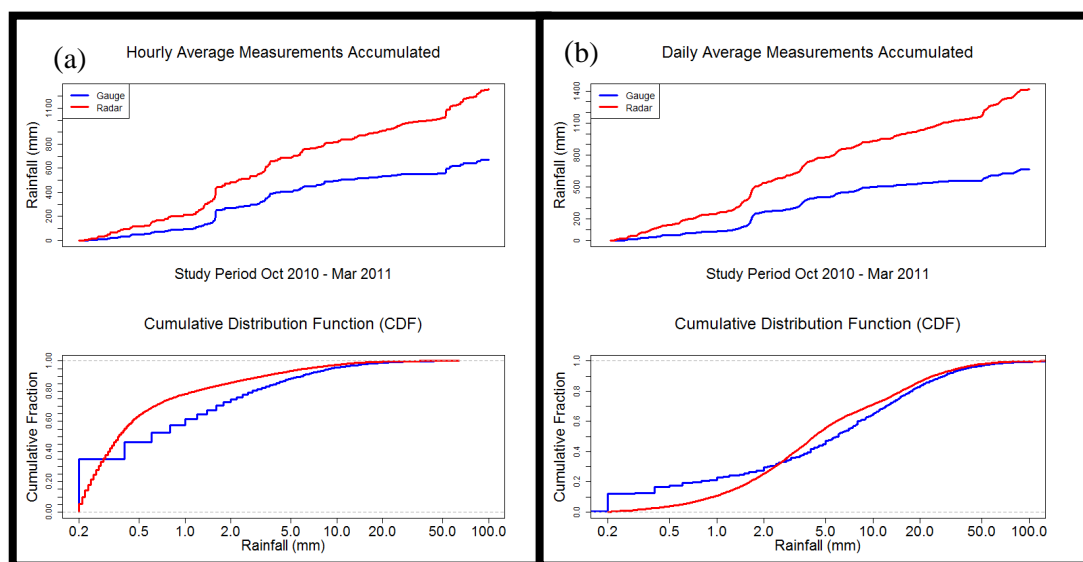 (a)
Hourly Average Measurements Accumulated
Gauge
Radar
Rainfall (mm)
0 200 400 600 800 1100
Study Period Oct 2010 - Mar 2011
Cumulative Distribution Function (CDF)
Cumulative Fraction
0.00 0.20 0.40 0.60 0.80 1.00
0.2 0.5 1.0 2.0 5.0 10.0 20.0 50.0 100.0
Rainfall (mm)
(b)
Daily Average Measurements Accumulated
Gauge
Radar
Rainfall (mm)
0 200 500 800 1100 1400
Study Period Oct 2010 - Mar 2011
Cumulative Distribution Function (CDF)
Cumulative Fraction
0.0 0.2 0.4 0.6 0.8 1.0
0.2 0.5 1.0 2.0 5.0 10.0 20.0 50.0 100.0
Rainfall (mm)